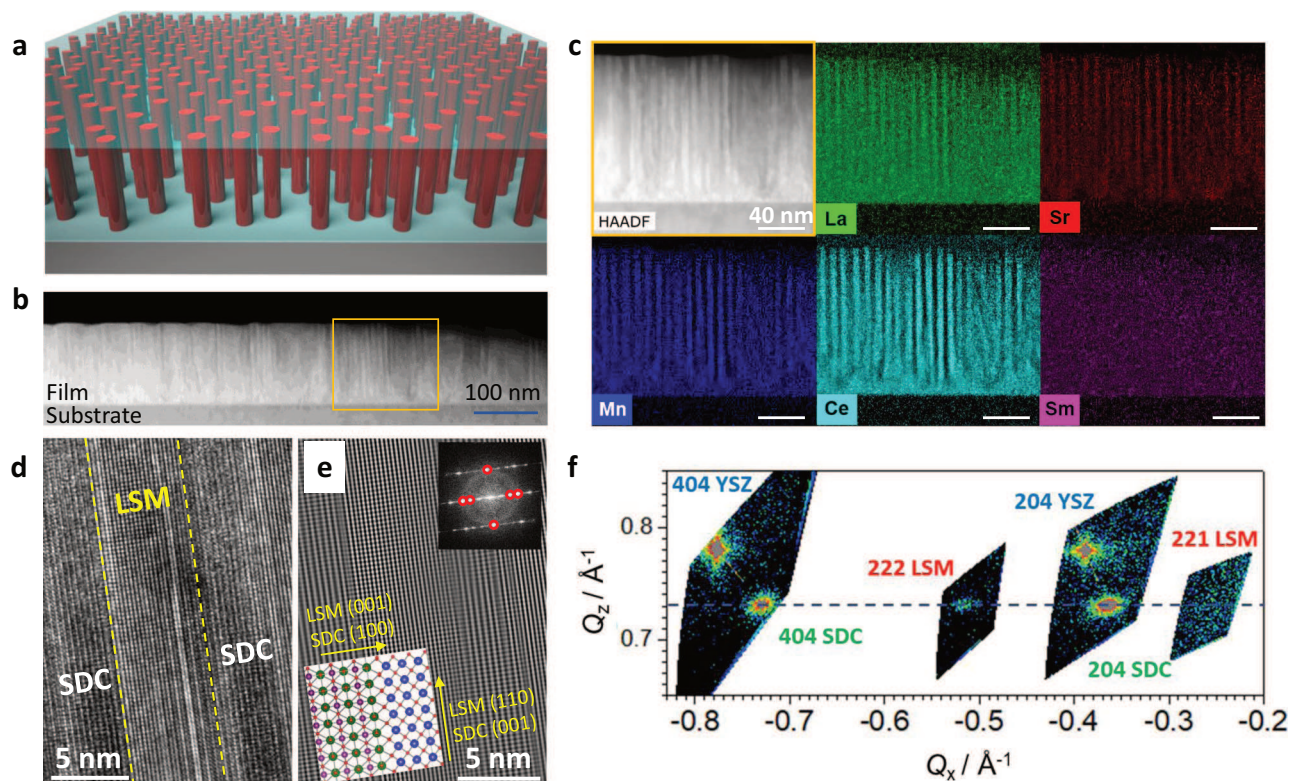 a
b
Film
Substrate
100 nm
c
HAADF
40 nm
La
Sr
Mn
Ce
Sm
d
LSM
SDC
SDC
5 nm
e
LSM (001)
SDC (100)
LSM (110)
SDC (001)
5 nm
f
404 YSZ
204 YSZ
222 LSM
221 LSM
404 SDC
204 SDC
0.8
0.7
Qz / Å-1
-0.8 -0.7 -0.6 -0.5 -0.4 -0.3 -0.2
Qx / Å-1